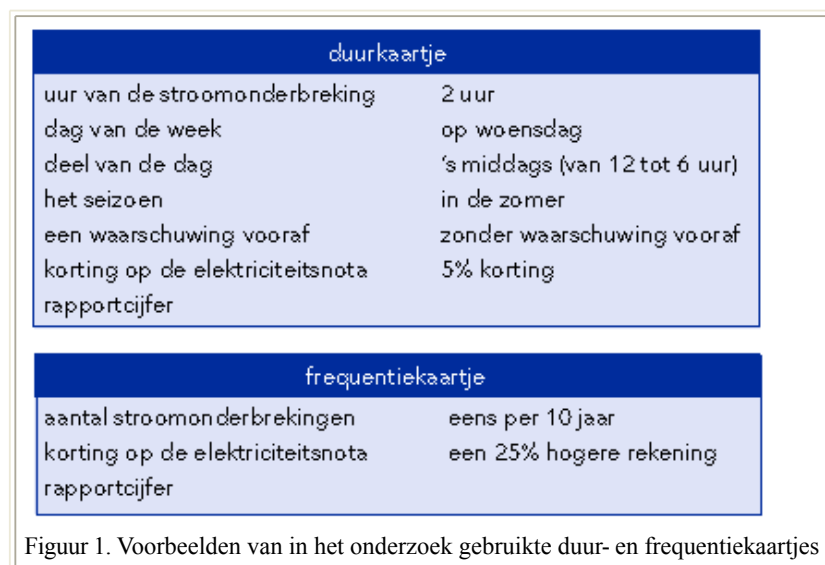 duurkaartje
uur van de stroomonderbreking 2 uur
dag van de week op woensdag
deel van de dag 's middags (van 12 tot 6 uur)
het seizoen in de zomer
een waarschuwing vooraf zonder waarschuwing vooraf
korting op de elektriciteitsnota 5% korting
rapportcijfer
frequentiekaartje
aantal stroomonderbrekingen eens per 10 jaar
korting op de elektriciteitsnota een 25% hogere rekening
rapportcijfer
Figuur 1. Voorbeelden van in het onderzoek gebruikte duur- en frequentiekaartjes